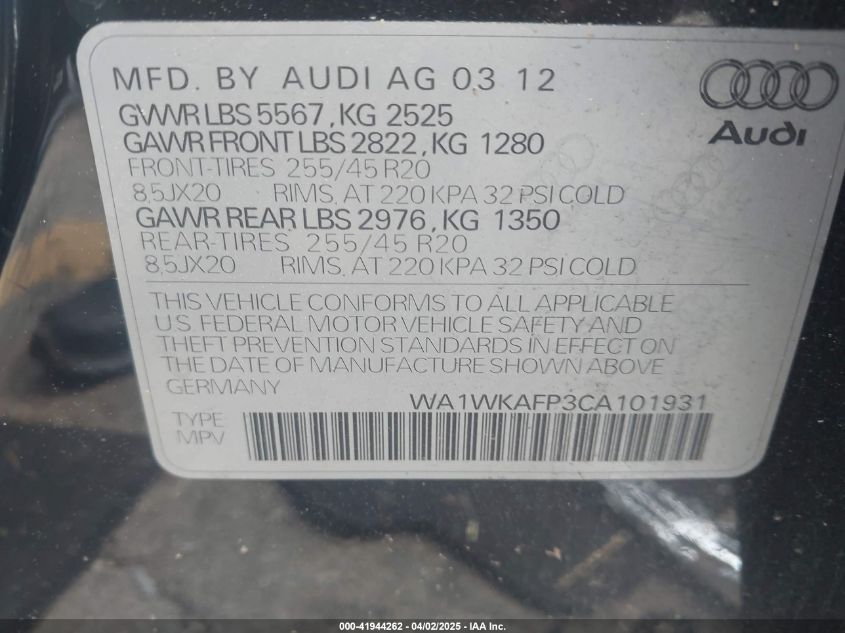 MFD. BY AUDI AG 03 12
GVWR LBS 5567, KG 2525
GAWR FRONT LBS 2822, KG 1280
FRONT-TIRES 255/45 R20
8,5JX20 RIMS, AT 220 KPA 32 PSI COLD
GAWR REAR LBS 2976, KG 1350
REAR-TIRES 255/45 R20
8,5JX20 RIMS, AT 220 KPA 32 PSI COLD
Audi
THIS VEHICLE CONFORMS TO ALL APPLICABLE
U.S. FEDERAL MOTOR VEHICLE SAFETY AND
THEFT PREVENTION STANDARDS IN EFFECT ON
THE DATE OF MANUFACTURE SHOWN ABOVE
GERMANY
WA1WKAFP3CA101931
TYPE
MPV
000-41944262 - 04/02/2025 - IAA Inc.